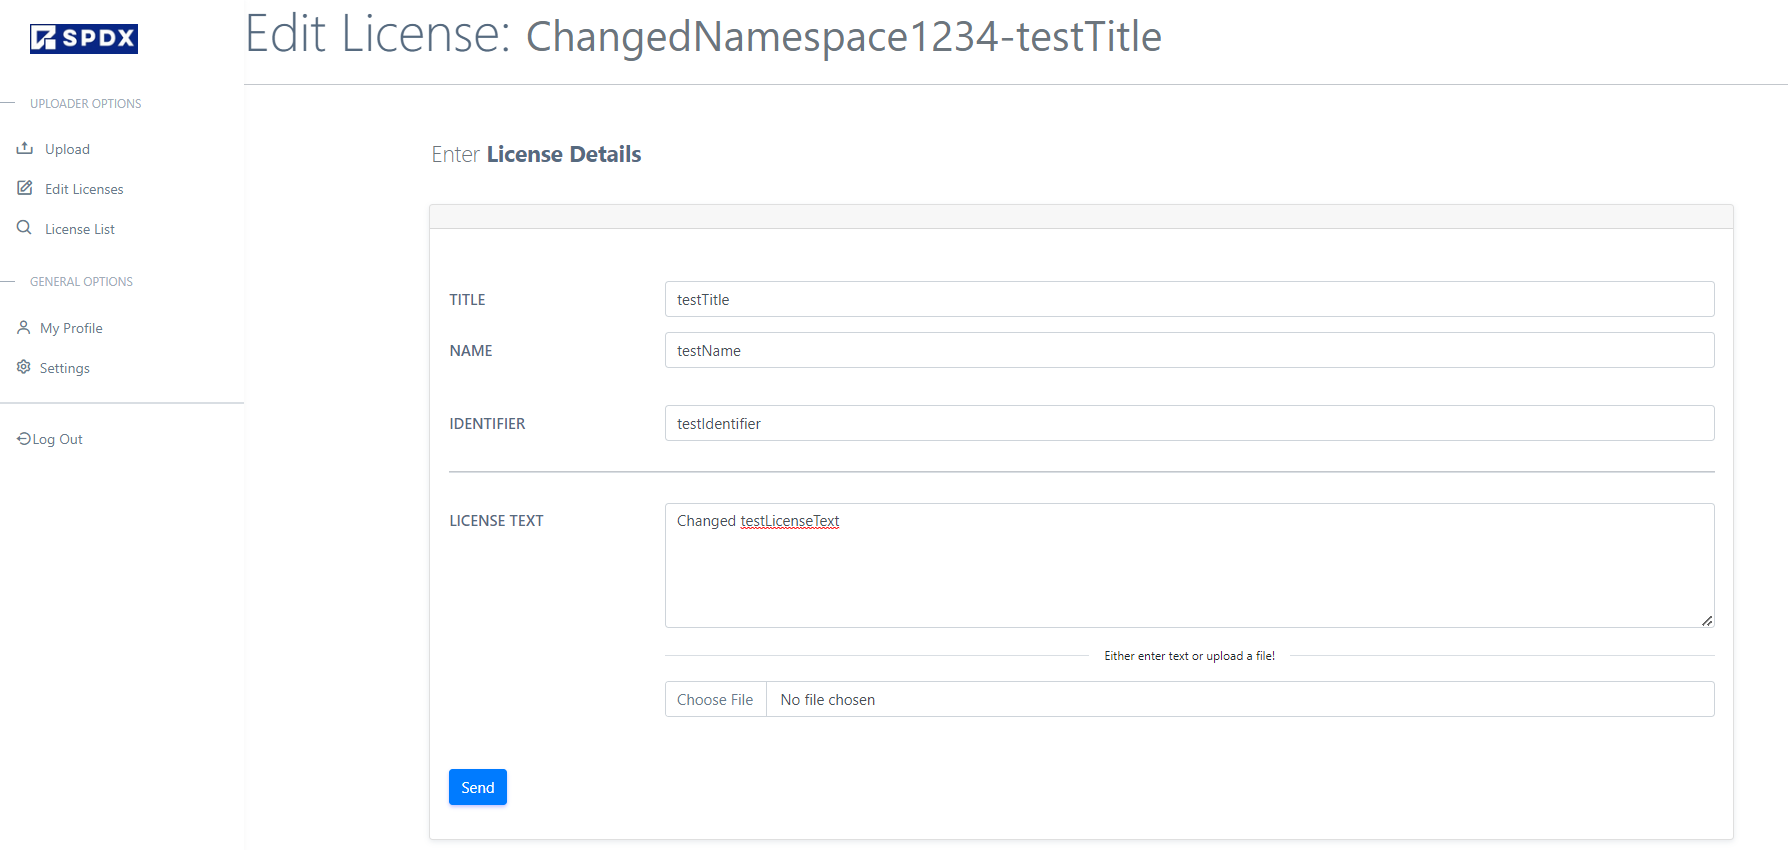 SPDX
Edit License: ChangedNamespace1234-testTitle
UPLOADER OPTIONS
Upload
Edit Licenses
License List
GENERAL OPTIONS
My Profile
Settings
Log Out
Enter License Details
TITLE
testTitle
NAME
testName
IDENTIFIER
testIdentifier
LICENSE TEXT
Changed testLicenseText
Either enter text or upload a file!
Choose File
No file chosen
Send